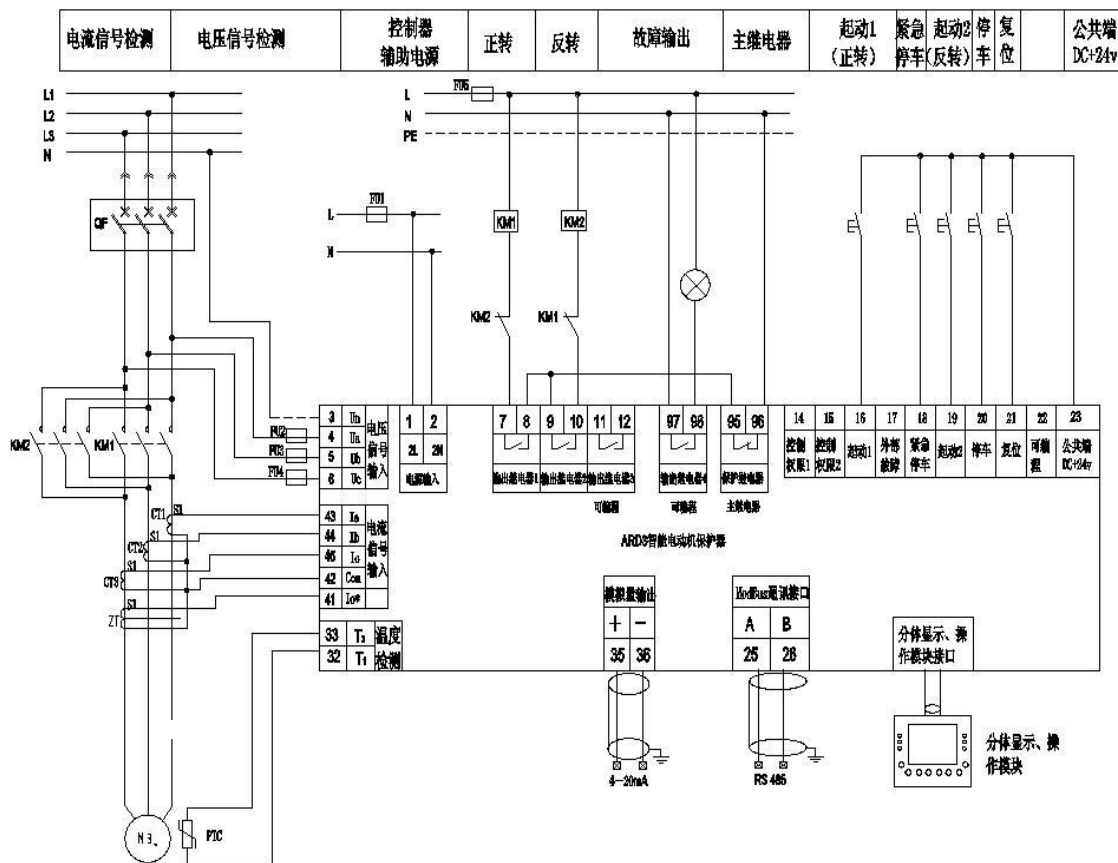 电流信号检测
电压信号检测
控制器
辅助电源
正转
反转
故障输出
主继电器
起动1
(正转)
紧急
停车
起动2
(反转)
停
车
复
位
公共端
DC+24v
L1
L2
L3
N
L
N
PE
FU5
FU1
L
N
QF
KM1
KM2
KM2
KM1
KM2
KM1
3 Un
4 Ua
5 Ub
6 Uc
电压
信号
输入
FU2
FU3
FU4
1 2
2L 2N
电源输入
7 8 9 10 11 12
输出继电器1 输出继电器2 输出继电器3
可编程
97 98
输出继电器4
可编程
95 96
保护继电器
主继电器
14 15 16 17 18 19 20 21 22 23
控制
权限1
控制
权限2
起动1
外部
故障
紧急
停车
起动2
停车
复位
可编
程
公共端
DC+24v
CT1 S1
CT2 S1
CT3 S1
ZT S1
43 Ia
44 Ib
45 Ic
42 Com
41 Io*
电流
信号
输入
33 T2
32 T1
温度
检测
ARD3智能电动机保护器
模拟量输出
+ −
35 36
4-20mA
Modbus通讯接口
A B
25 26
RS 485
分体显示、操
作模块接口
分体显示、操
作模块
M 3~
PTC